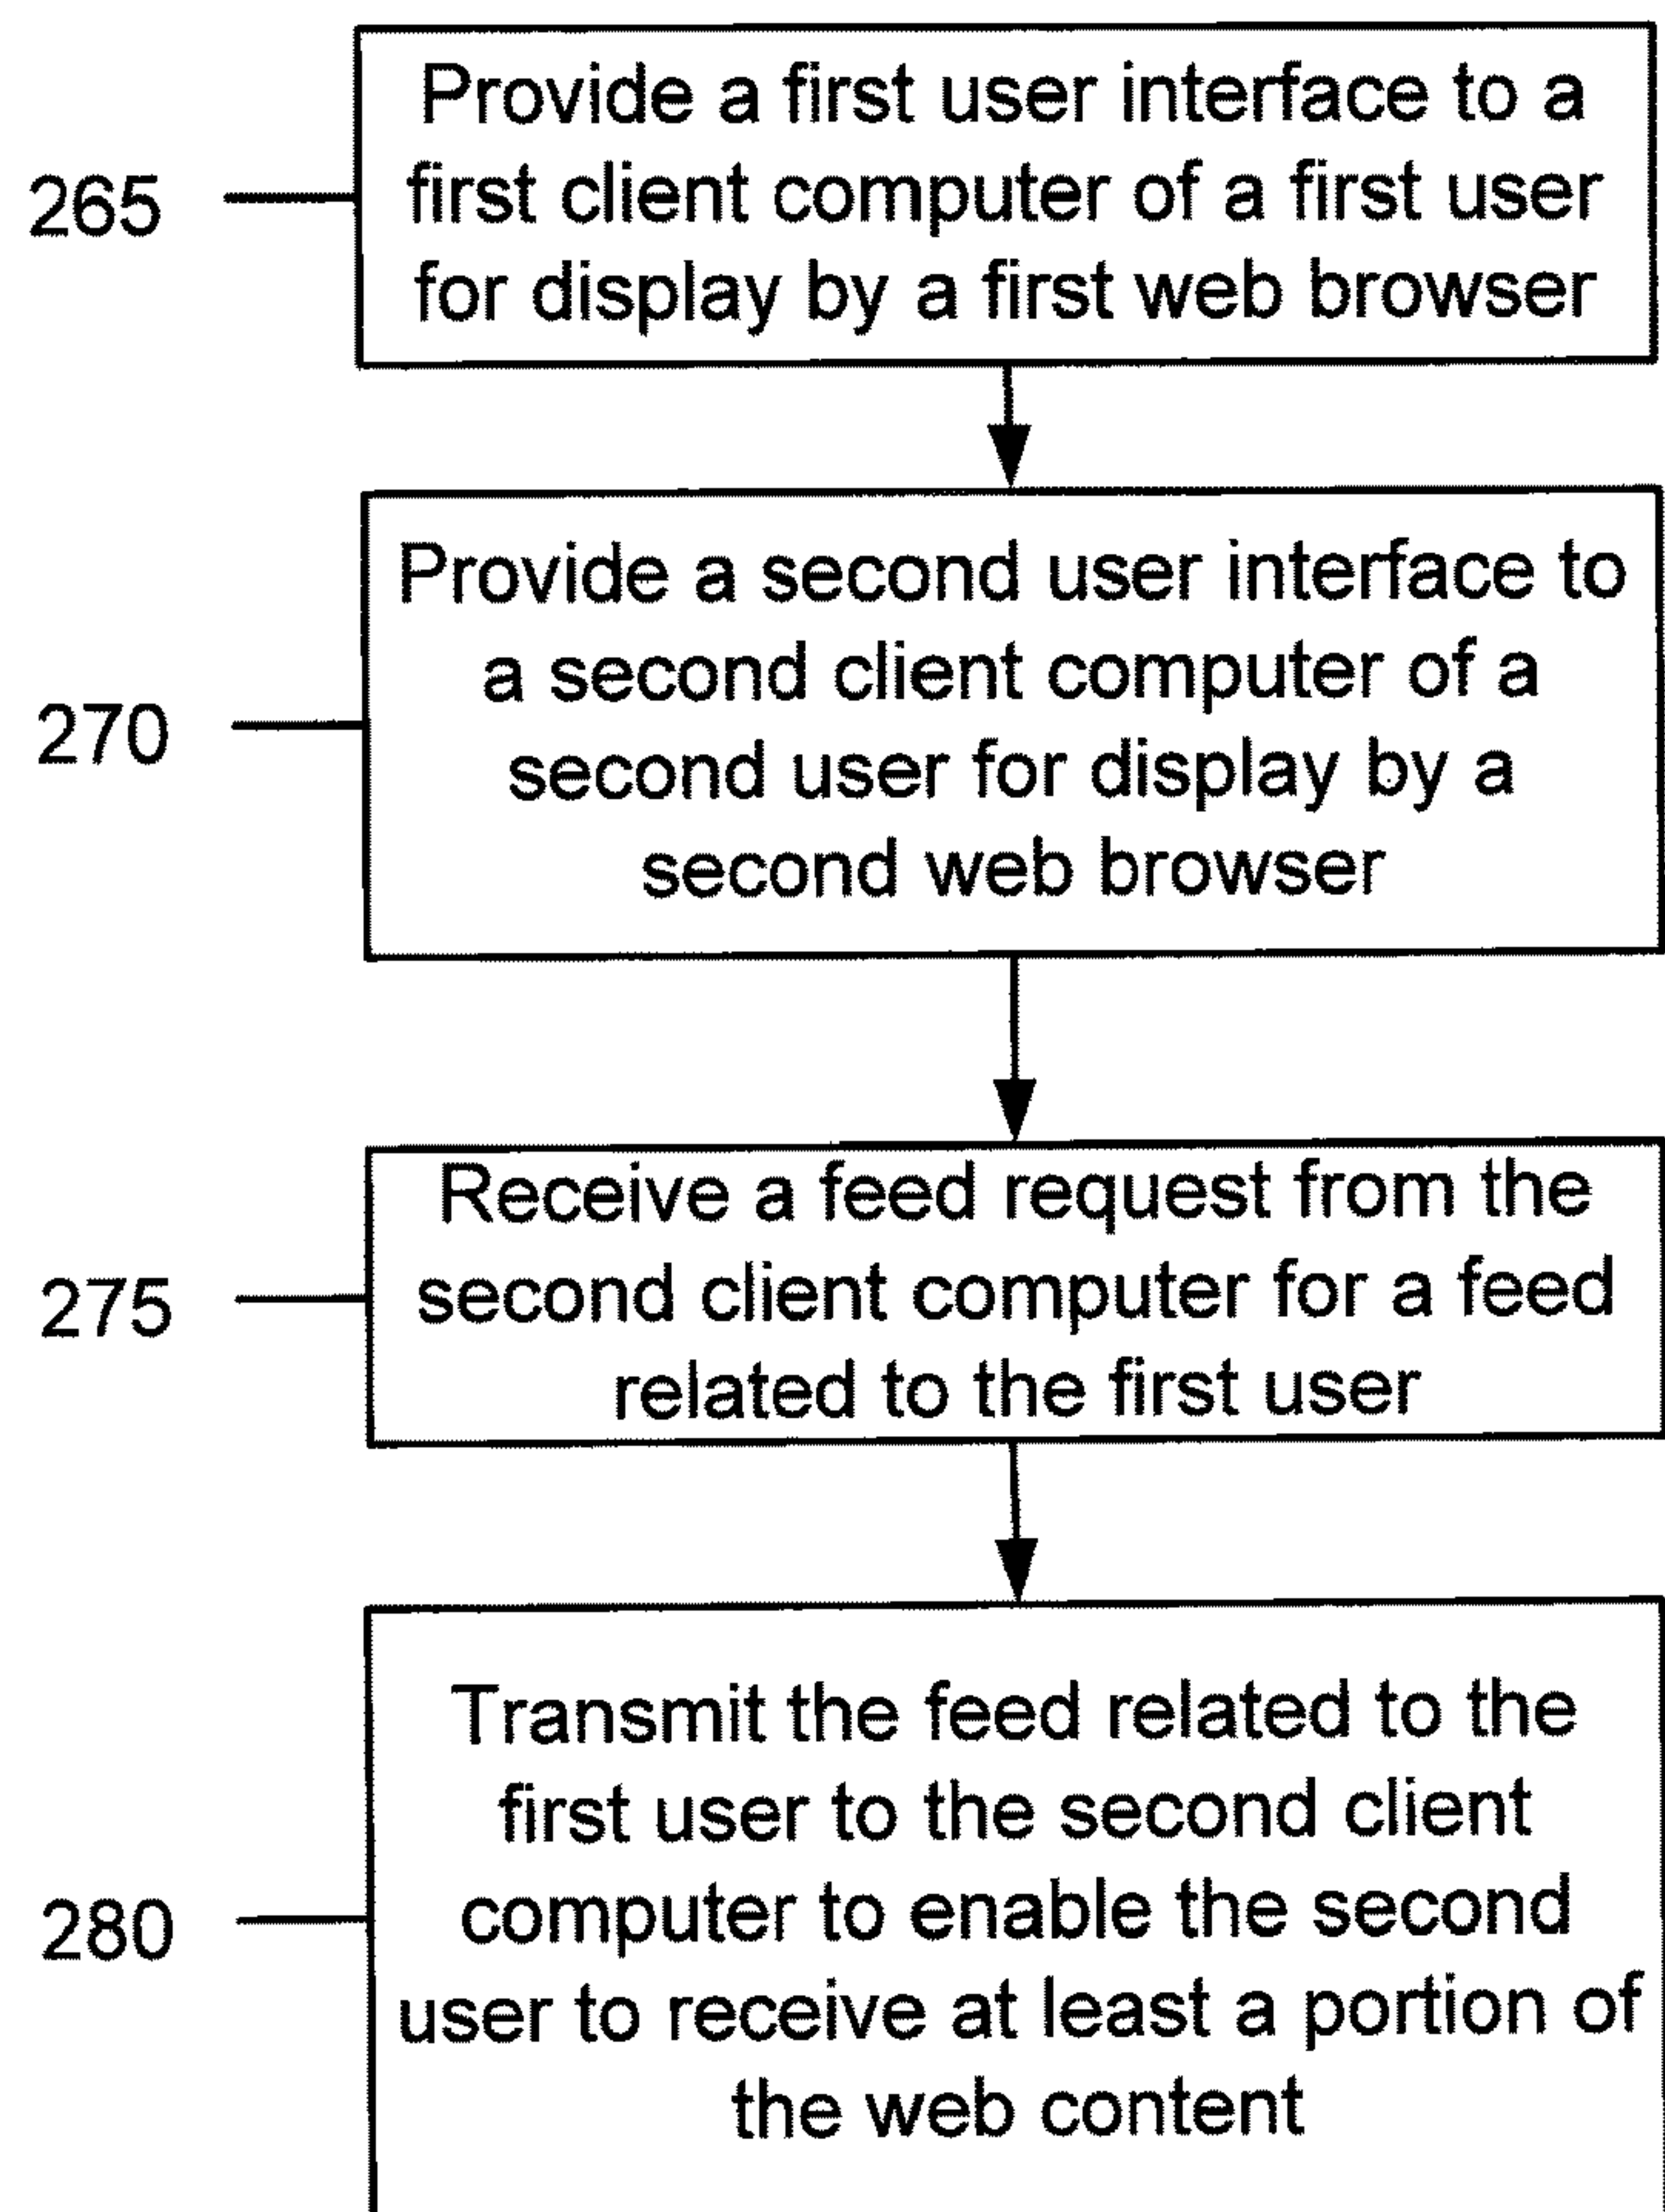 265
Provide a first user interface to a
first client computer of a first user
for display by a first web browser
270
Provide a second user interface to
a second client computer of a
second user for display by a
second web browser
275
Receive a feed request from the
second client computer for a feed
related to the first user
280
Transmit the feed related to the
first user to the second client
computer to enable the second
user to receive at least a portion of
the web content